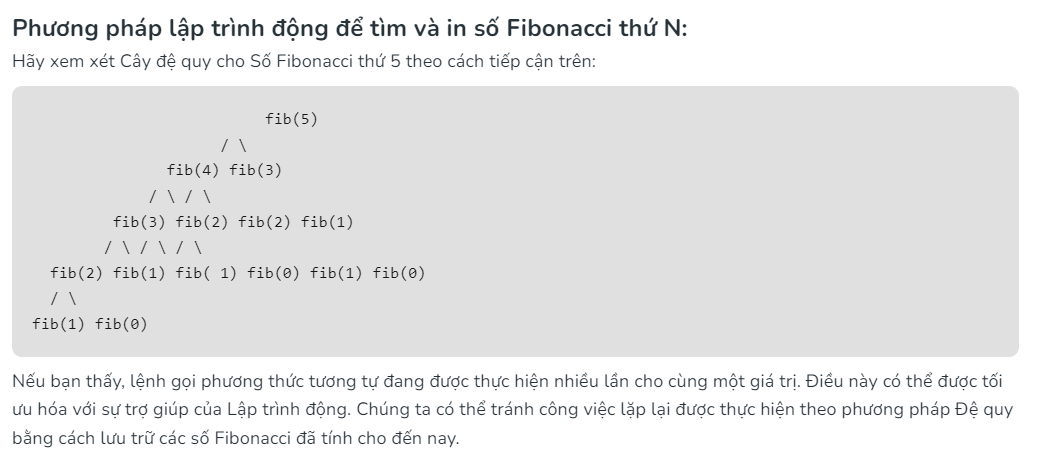 Phương pháp lập trình động để tìm và in số Fibonacci thứ N:
Hãy xem xét Cây đệ quy cho Số Fibonacci thứ 5 theo cách tiếp cận trên:
fib(5)
/ \
fib(4) fib(3)
/ \ / \
fib(3) fib(2) fib(2) fib(1)
/ \ / \ / \
fib(2) fib(1) fib( 1) fib(0) fib(1) fib(0)
/ \
fib(1) fib(0)
Nếu bạn thấy, lệnh gọi phương thức tương tự đang được thực hiện nhiều lần cho cùng một giá trị. Điều này có thể được tối
ưu hóa với sự trợ giúp của Lập trình động. Chúng ta có thể tránh công việc lặp lại được thực hiện theo phương pháp Đệ quy
bằng cách lưu trữ các số Fibonacci đã tính cho đến nay.